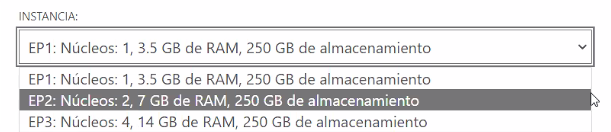 INSTANCIA:
EP1: Núcleos: 1, 3.5 GB de RAM, 250 GB de almacenamiento
EP1: Núcleos: 1, 3.5 GB de RAM, 250 GB de almacenamiento
EP2: Núcleos: 2, 7 GB de RAM, 250 GB de almacenamiento
EP3: Núcleos: 4, 14 GB de RAM, 250 GB de almacenamiento